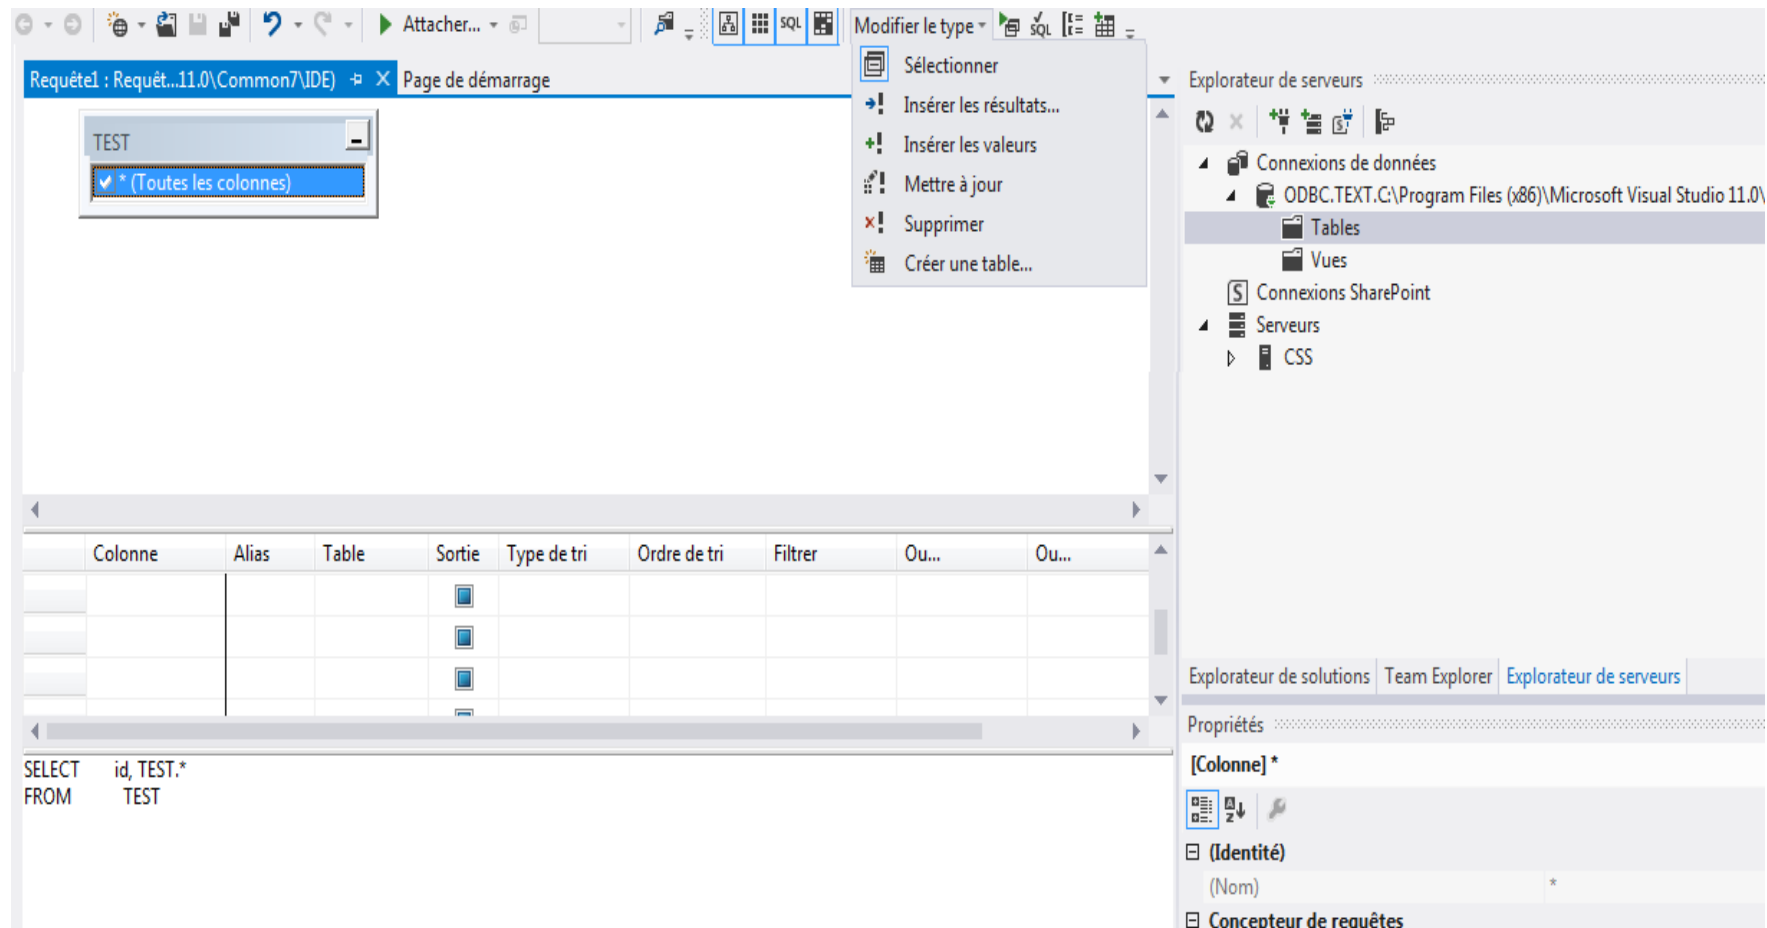 Attacher...
SQL
Modifier le type
SQL
Requête1 : Requêt...11.0\Common7\IDE)
Page de démarrage
Sélectionner
Insérer les résultats...
Insérer les valeurs
Mettre à jour
Supprimer
Créer une table...
TEST
* (Toutes les colonnes)
Explorateur de serveurs
Connexions de données
ODBC.TEXT.C:\Program Files (x86)\Microsoft Visual Studio 11.0\
Tables
Vues
Connexions SharePoint
Serveurs
CSS
Colonne Alias Table Sortie Type de tri Ordre de tri Filtrer Ou... Ou...
SELECT id, TEST.*
FROM TEST
Explorateur de solutions Team Explorer Explorateur de serveurs
Propriétés
[Colonne] *
(Identité)
(Nom) *
Concepteur de requêtes